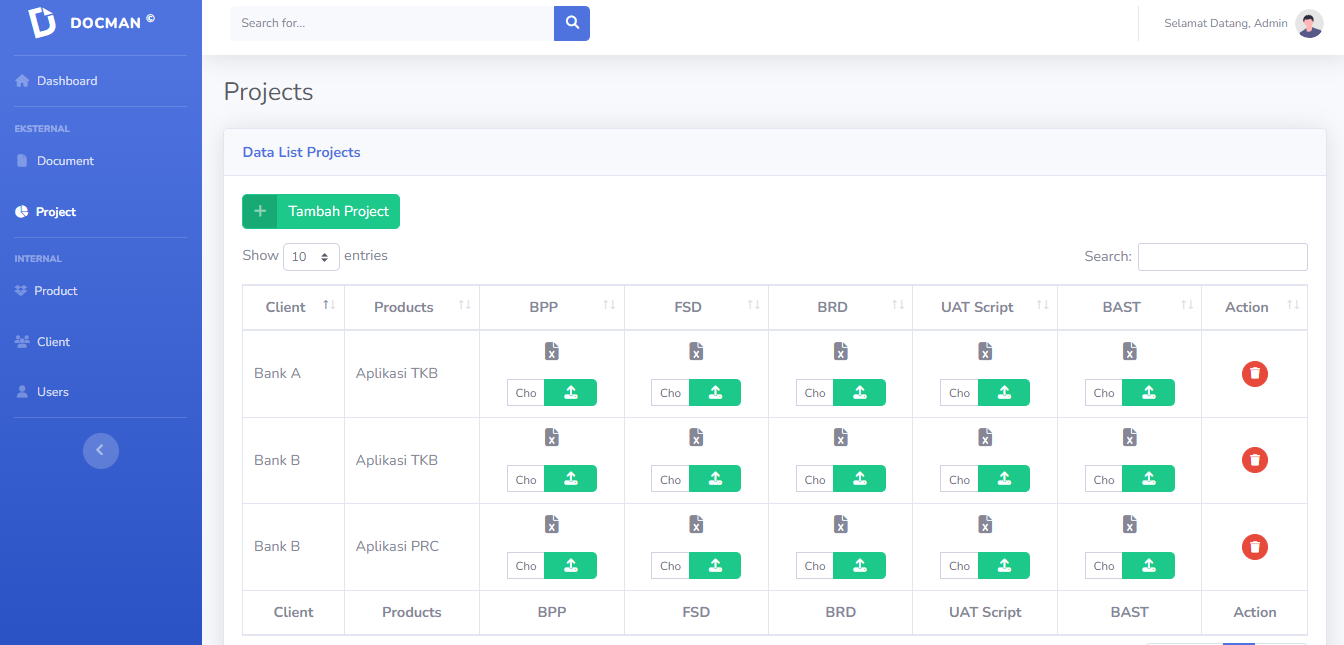 DOCMAN ©
Search for...
Selamat Datang, Admin
Dashboard
EKSTERNAL
Document
Project
INTERNAL
Product
Client
Users
Projects
Data List Projects
+ Tambah Project
Show 10 entries
Search:
Client Products BPP FSD BRD UAT Script BAST Action
Bank A Aplikasi TKB Cho Cho Cho Cho Cho
Bank B Aplikasi TKB Cho Cho Cho Cho Cho
Bank B Aplikasi PRC Cho Cho Cho Cho Cho
Client Products BPP FSD BRD UAT Script BAST Action